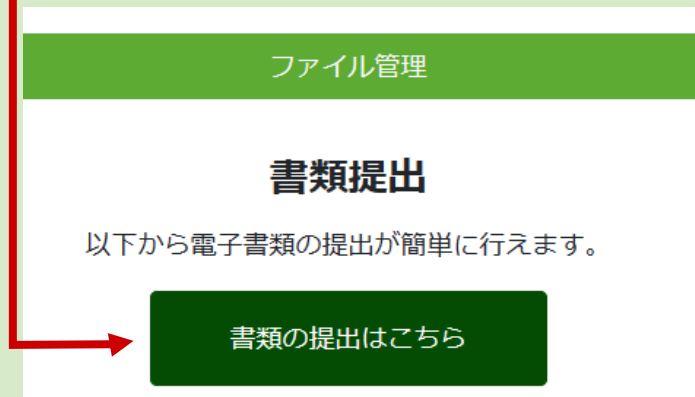 ファイル管理
書類提出
以下から電子書類の提出が簡単に行えます。
書類の提出はこちら